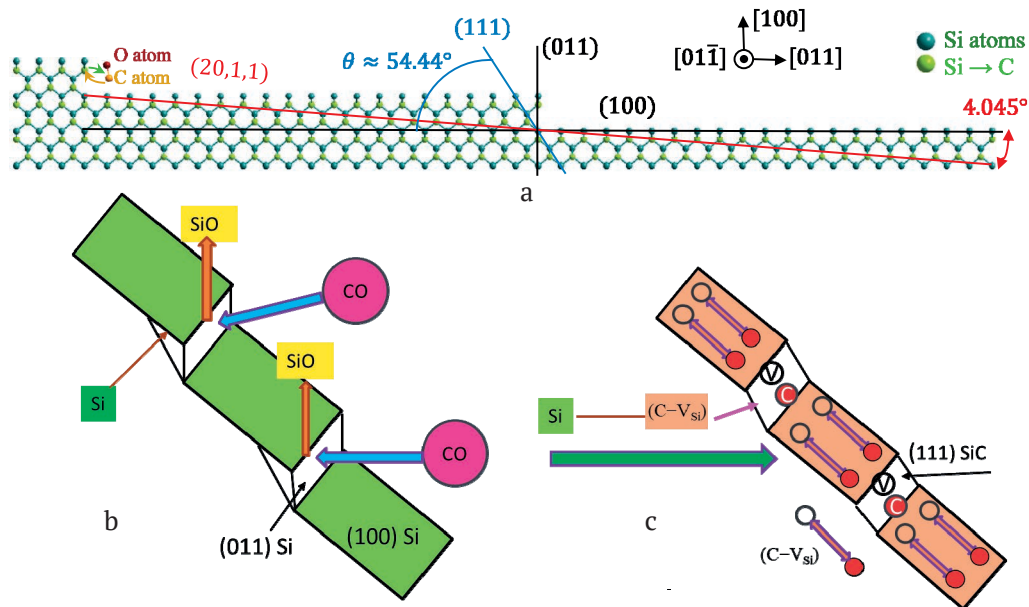 [100]
(111)
(011)
O atom
θ ≈ 54.44°
[011̅]
[011]
Si atoms
C atom
(20,1,1)
Si → C
(100)
4.045°
a
SiO
CO
SiO
Si
CO
b
(011) Si
(100) Si
V
C
Si
(C−V_Si)
V
(111) SiC
C
c
(C−V_Si)